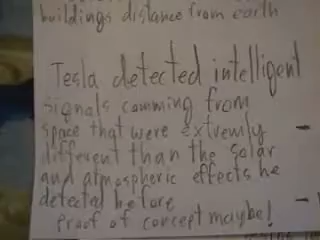 buildings distance from earth
Tesla detected intelligent
signals comming from
space that were extremly -
different than the solar
and atmospheric effects he
detected before -
proof of concept maybe!